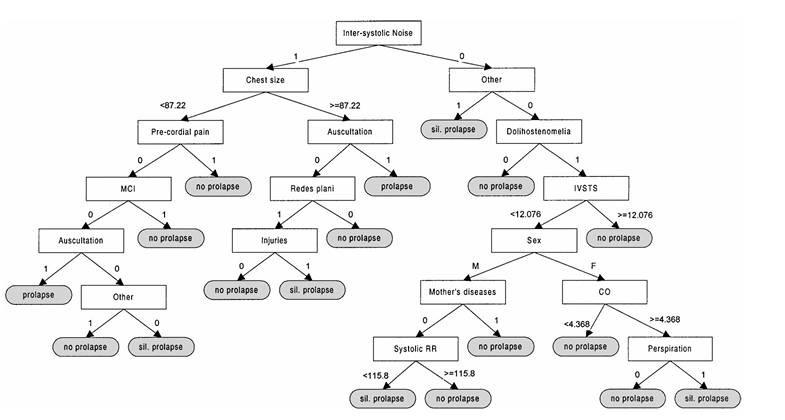 Inter-systolic Noise
1
0
Chest size
Other
<87.22
>=87.22
1
0
Pre-cordial pain
Auscultation
sil. prolapse
Dolihostenomelia
0
1
0
1
0
1
MCI
no prolapse
Redes plani
prolapse
no prolapse
IVSTS
0
1
1
0
<12.076
>=12.076
Auscultation
no prolapse
Injuries
no prolapse
Sex
no prolapse
1
0
0
1
M
F
prolapse
Other
no prolapse
sil. prolapse
Mother's diseases
CO
1
0
0
1
<4.368
>=4.368
no prolapse
sil. prolapse
Systolic RR
no prolapse
no prolapse
Perspiration
<115.8
>=115.8
0
1
sil. prolapse
no prolapse
no prolapse
sil. prolapse